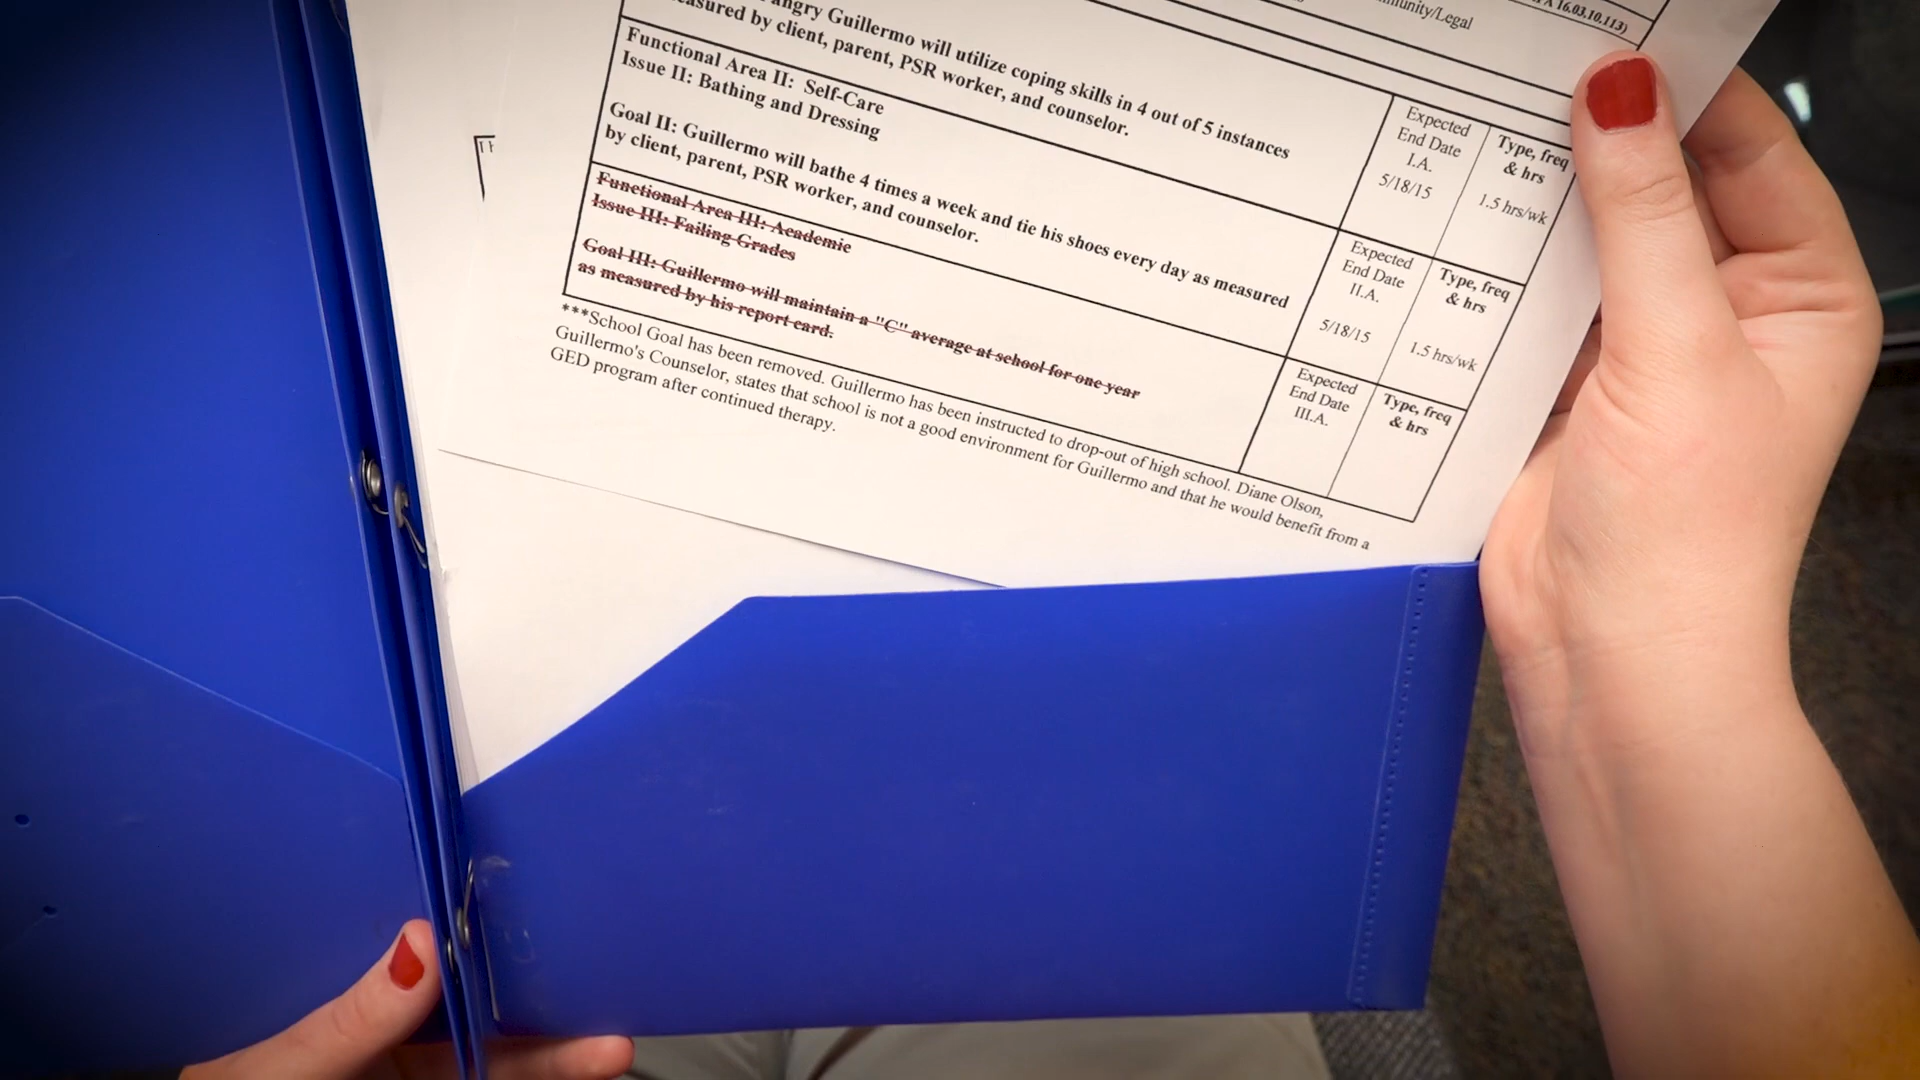 A 16.03.10.113)
munity/Legal
angry Guillermo will utilize coping skills in 4 out of 5 instances
measured by client, parent, PSR worker, and counselor.
Expected
End Date
I.A.
5/18/15
Type, freq
& hrs
1.5 hrs/wk
Functional Area II: Self-Care
Issue II: Bathing and Dressing
Goal II: Guillermo will bathe 4 times a week and tie his shoes every day as measured
by client, parent, PSR worker, and counselor.
Expected
End Date
II.A.
5/18/15
Type, freq
& hrs
1.5 hrs/wk
Functional Area III: Academic
Issue III: Failing Grades
Goal III: Guillermo will maintain a "C" average at school for one year
as measured by his report card.
Expected
End Date
III.A.
Type, freq
& hrs
***School Goal has been removed. Guillermo has been instructed to drop-out of high school. Diane Olson,
Guillermo's Counselor, states that school is not a good environment for Guillermo and that he would benefit from a
GED program after continued therapy.